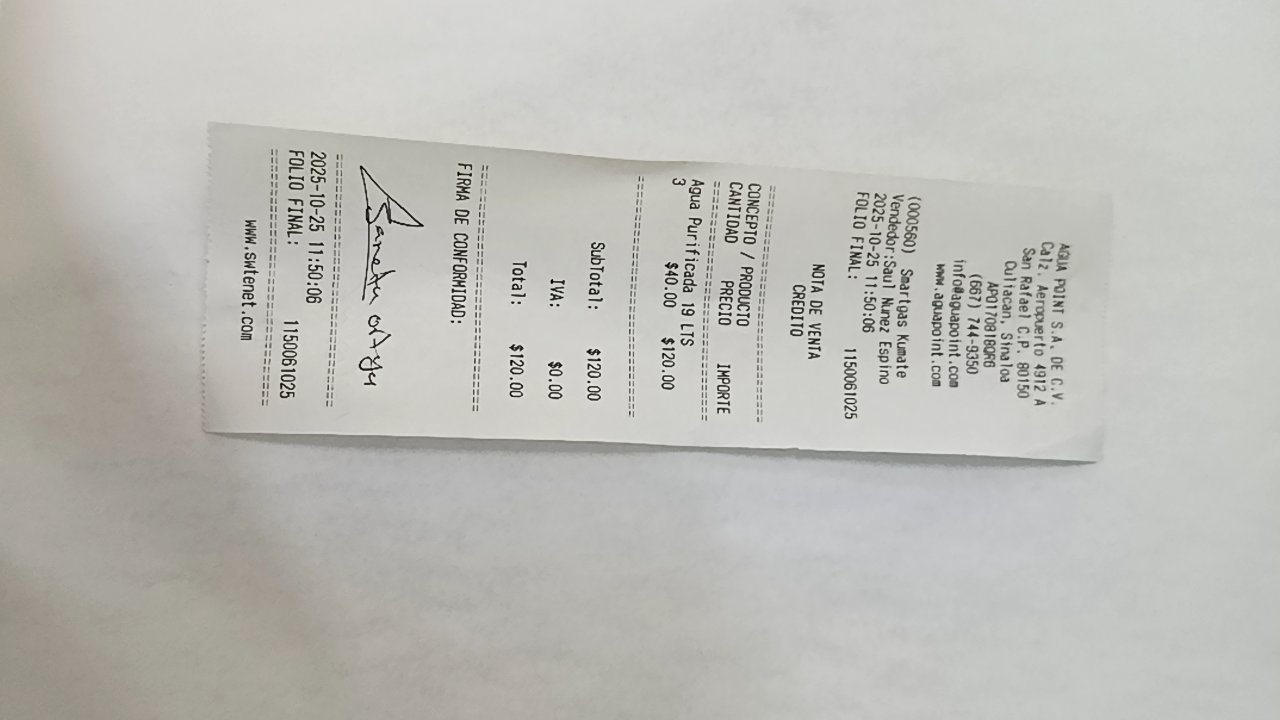 AGUA POINT S.A. DE C.V.
Calz. Aeropuerto 4912 A
San Rafael C.P. 80150
Culiacan, Sinaloa
APO170818QR6
(667) 744-9350
info@aguapoint.com
www.aguapoint.com
(000560) Smartgas Kumate
Vendedor:Saul Nunez Espino
2025-10-25 11:50:06
FOLIO FINAL: 1150061025
NOTA DE VENTA
CREDITO
CONCEPTO / PRODUCTO
CANTIDAD PRECIO IMPORTE
Agua Purificada 19 LTS
3 $40.00 $120.00
SubTotal: $120.00
IVA: $0.00
Total: $120.00
FIRMA DE CONFORMIDAD:
2025-10-25 11:50:06
FOLIO FINAL: 1150061025
www.swtenet.com